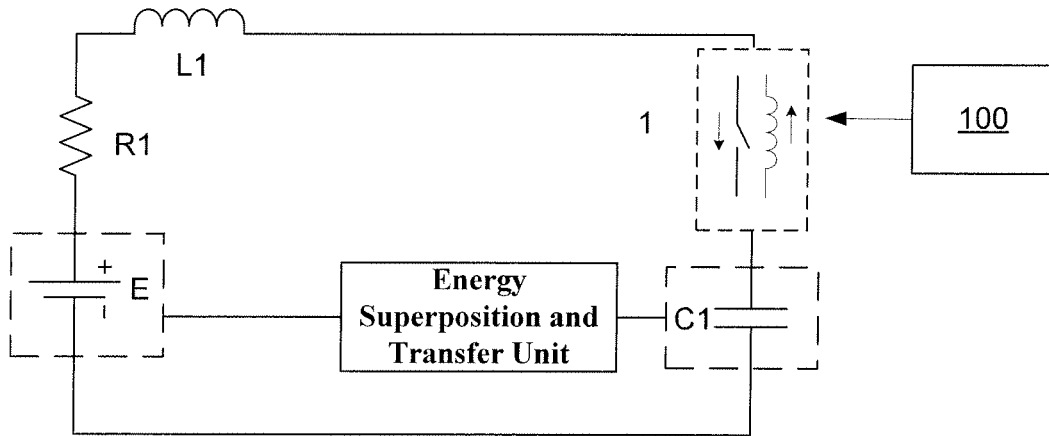 L1
1
100
R1
+
E
-
Energy
Superposition and
Transfer Unit
C1